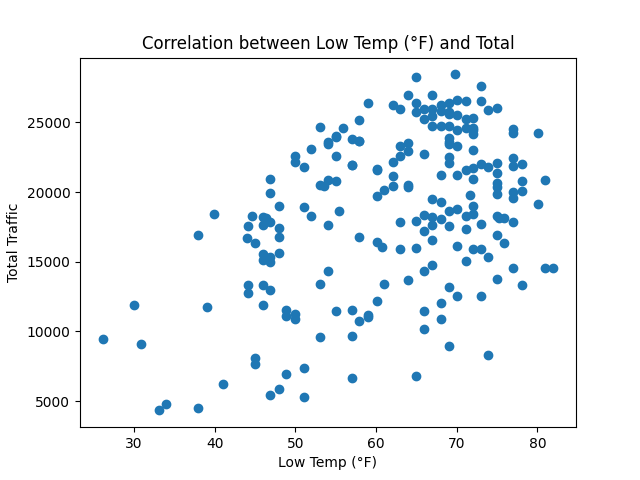 Correlation between Low Temp (°F) and Total
25000
20000
15000
10000
5000
Total Traffic
30 40 50 60 70 80
Low Temp (°F)